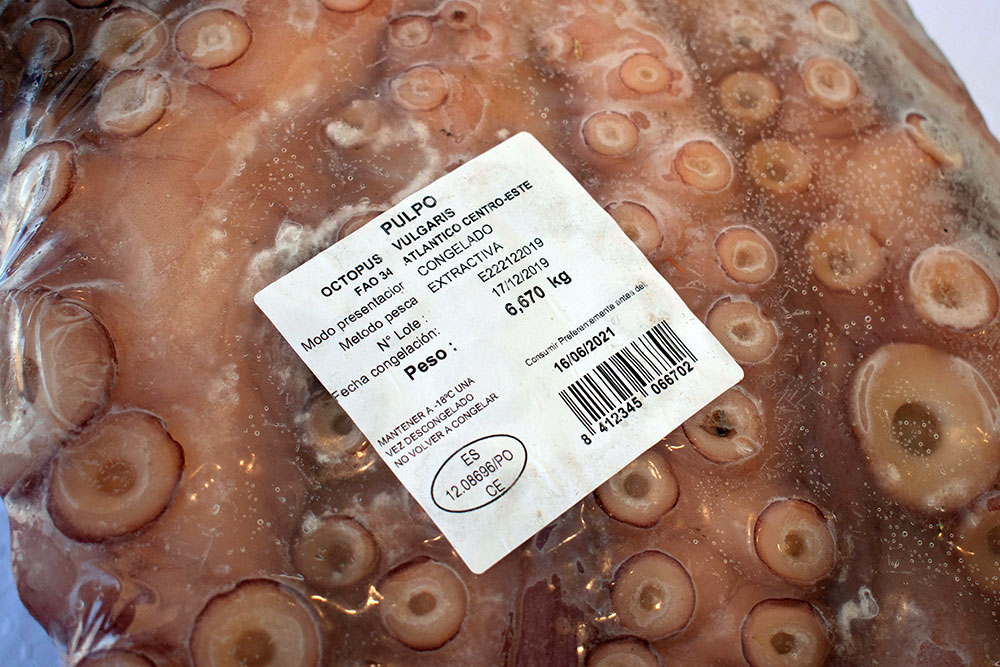 PULPO
OCTOPUS VULGARIS
FAO 34 ATLANTICO CENTRO-ESTE
Modo presentacior CONGELADO
Metodo pesca EXTRACTIVA
N° Lote : E222122019
Fecha congelación: 17/12/2019
Peso : 6,670 kg
MANTENER A -18ºC UNA
VEZ DESCONGELADO
NO VOLVER A CONGELAR
Consumir Preferentemente antes del:
16/06/2021
8 412345 066702
ES
12.08696/PO
CE